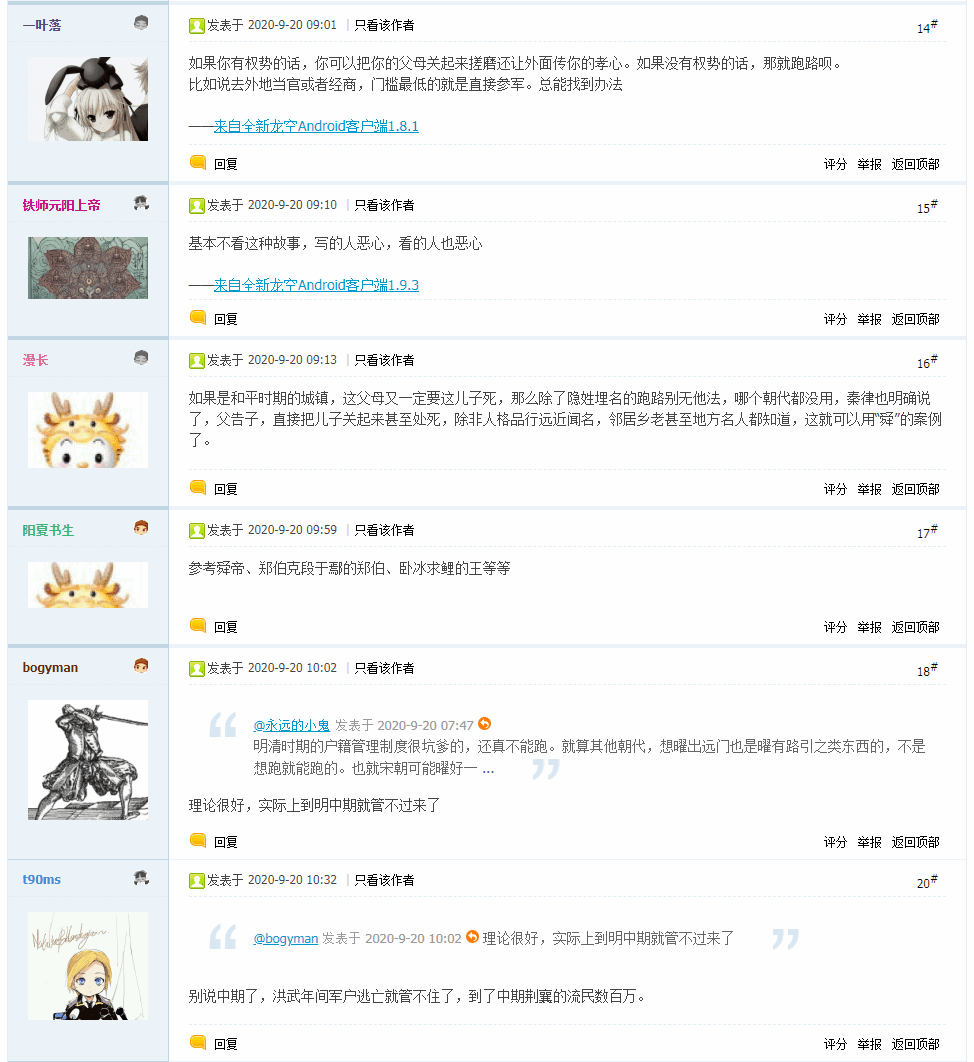 一叶落
发表于 2020-9-20 09:01 |只看该作者
14#
如果你有权势的话，你可以把你的父母关起来搓磨还让外面传你的孝心。如果没有权势的话，那就跑路呗。
比如说去外地当官或者经商，门槛最低的就是直接参军。总能找到办法
——来自全新龙空Android客户端1.8.1
回复
评分 举报 返回顶部
铁师元阳上帝
发表于 2020-9-20 09:10 |只看该作者
15#
基本不看这种故事，写的人恶心，看的人也恶心
——来自全新龙空Android客户端1.9.3
回复
评分 举报 返回顶部
漫长
发表于 2020-9-20 09:13 |只看该作者
16#
如果是和平时期的城镇，这父母又一定要这儿子死，那么除了隐姓埋名的跑路别无他法，哪个朝代都没用，秦律也明确说
了，父告子，直接把儿子关起来甚至处死，除非人格品行远近闻名，邻居乡老甚至地方名人都知道，这就可以用“舜”的案例
了。
回复
评分 举报 返回顶部
阳夏书生
发表于 2020-9-20 09:59 |只看该作者
17#
参考舜帝、郑伯克段于鄢的郑伯、卧冰求鲤的王等等
回复
评分 举报 返回顶部
bogyman
发表于 2020-9-20 10:02 |只看该作者
18#
@永远的小鬼 发表于 2020-9-20 07:47
明清时期的户籍管理制度很坑爹的，还真不能跑。就算其他朝代，想曜出远门也是曜有路引之类东西的，不是
想跑就能跑的。也就宋朝可能曜好一 ...
理论很好，实际上到明中期就管不过来了
回复
评分 举报 返回顶部
t90ms
发表于 2020-9-20 10:32 |只看该作者
20#
@bogyman 发表于 2020-9-20 10:02 理论很好，实际上到明中期就管不过来了
别说中期了，洪武年间军户逃亡就管不住了，到了中期荆襄的流民数百万。
回复
评分 举报 返回顶部